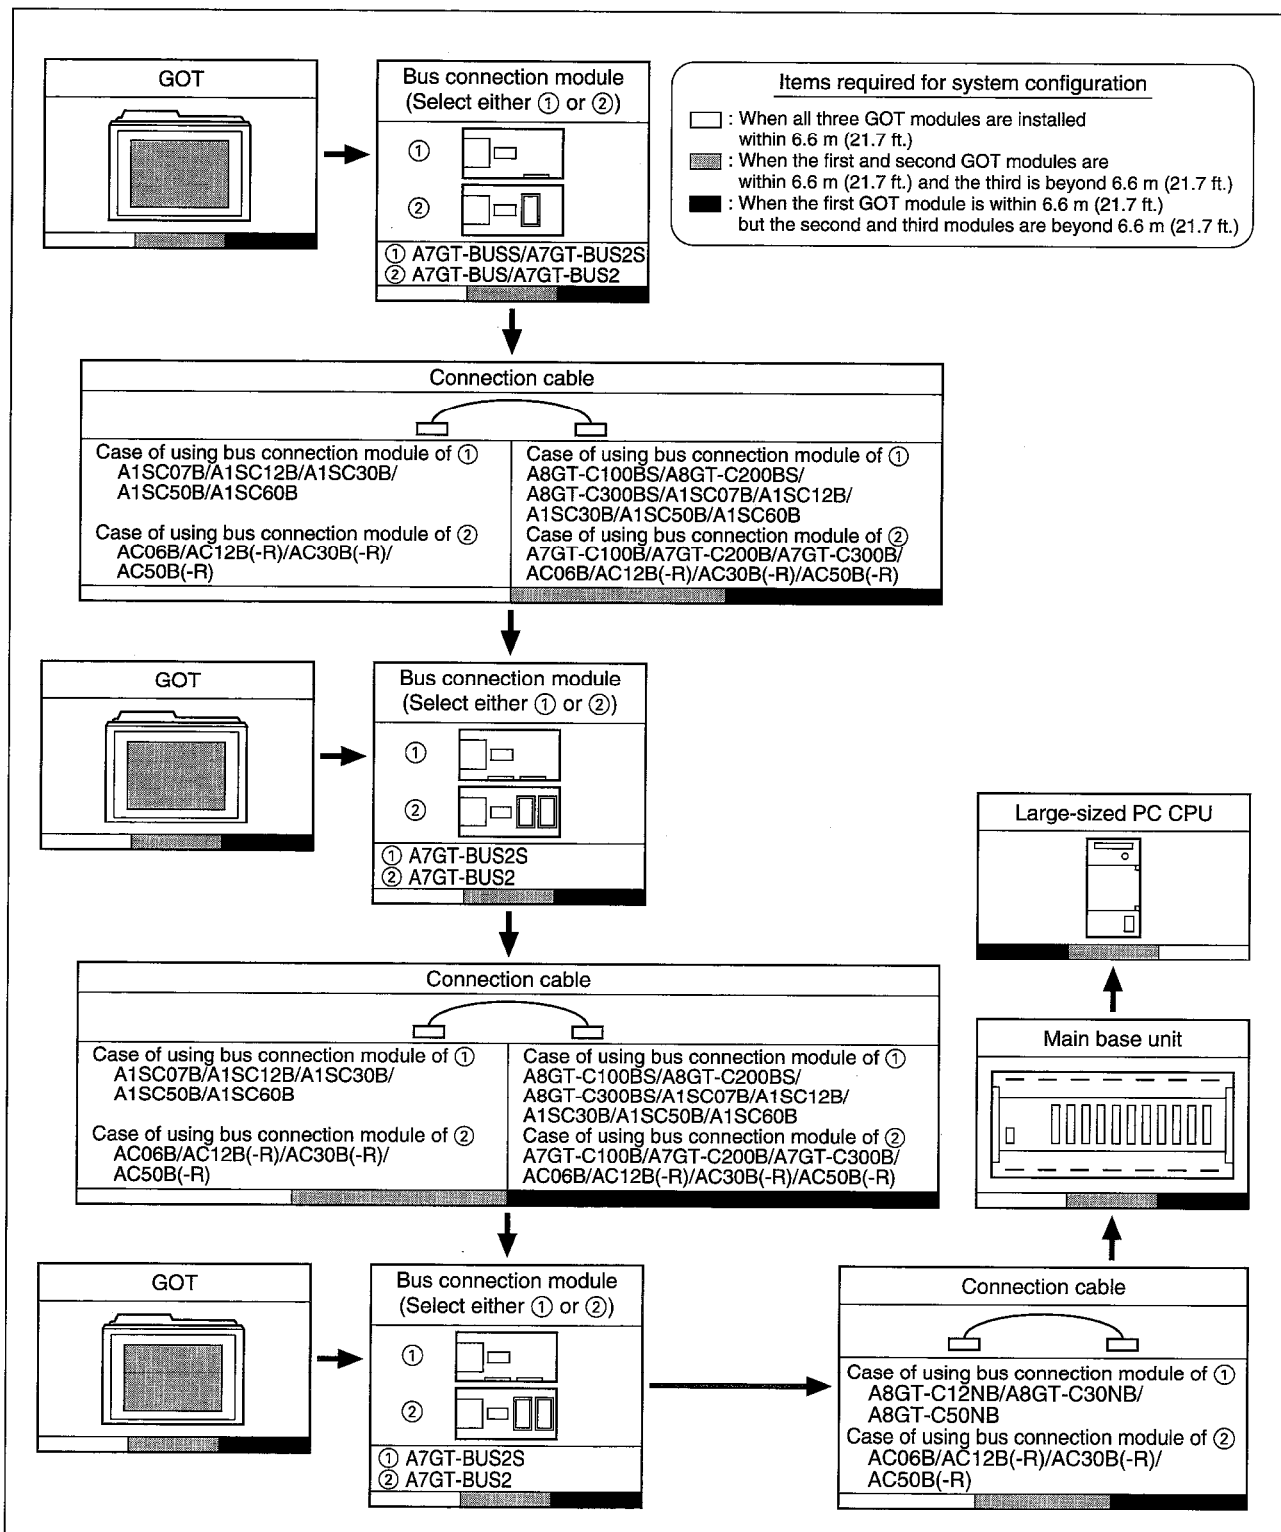 GOT
Bus connection module
(Select either ① or ②)
①
②
① A7GT-BUSS/A7GT-BUS2S
② A7GT-BUS/A7GT-BUS2
Items required for system configuration
: When all three GOT modules are installed
within 6.6 m (21.7 ft.)
: When the first and second GOT modules are
within 6.6 m (21.7 ft.) and the third is beyond 6.6 m (21.7 ft.)
: When the first GOT module is within 6.6 m (21.7 ft.)
but the second and third modules are beyond 6.6 m (21.7 ft.)
Connection cable
Case of using bus connection module of ①
A1SC07B/A1SC12B/A1SC30B/
A1SC50B/A1SC60B
Case of using bus connection module of ②
AC06B/AC12B(-R)/AC30B(-R)/
AC50B(-R)
Case of using bus connection module of ①
A8GT-C100BS/A8GT-C200BS/
A8GT-C300BS/A1SC07B/A1SC12B/
A1SC30B/A1SC50B/A1SC60B
Case of using bus connection module of ②
A7GT-C100B/A7GT-C200B/A7GT-C300B/
AC06B/AC12B(-R)/AC30B(-R)/AC50B(-R)
GOT
Bus connection module
(Select either ① or ②)
①
②
① A7GT-BUS2S
② A7GT-BUS2
Large-sized PC CPU
Connection cable
Case of using bus connection module of ①
A1SC07B/A1SC12B/A1SC30B/
A1SC50B/A1SC60B
Case of using bus connection module of ②
AC06B/AC12B(-R)/AC30B(-R)/
AC50B(-R)
Case of using bus connection module of ①
A8GT-C100BS/A8GT-C200BS/
A8GT-C300BS/A1SC07B/A1SC12B/
A1SC30B/A1SC50B/A1SC60B
Case of using bus connection module of ②
A7GT-C100B/A7GT-C200B/A7GT-C300B/
AC06B/AC12B(-R)/AC30B(-R)/AC50B(-R)
Main base unit
GOT
Bus connection module
(Select either ① or ②)
①
②
① A7GT-BUS2S
② A7GT-BUS2
Connection cable
Case of using bus connection module of ①
A8GT-C12NB/A8GT-C30NB/
A8GT-C50NB
Case of using bus connection module of ②
AC06B/AC12B(-R)/AC30B(-R)/
AC50B(-R)